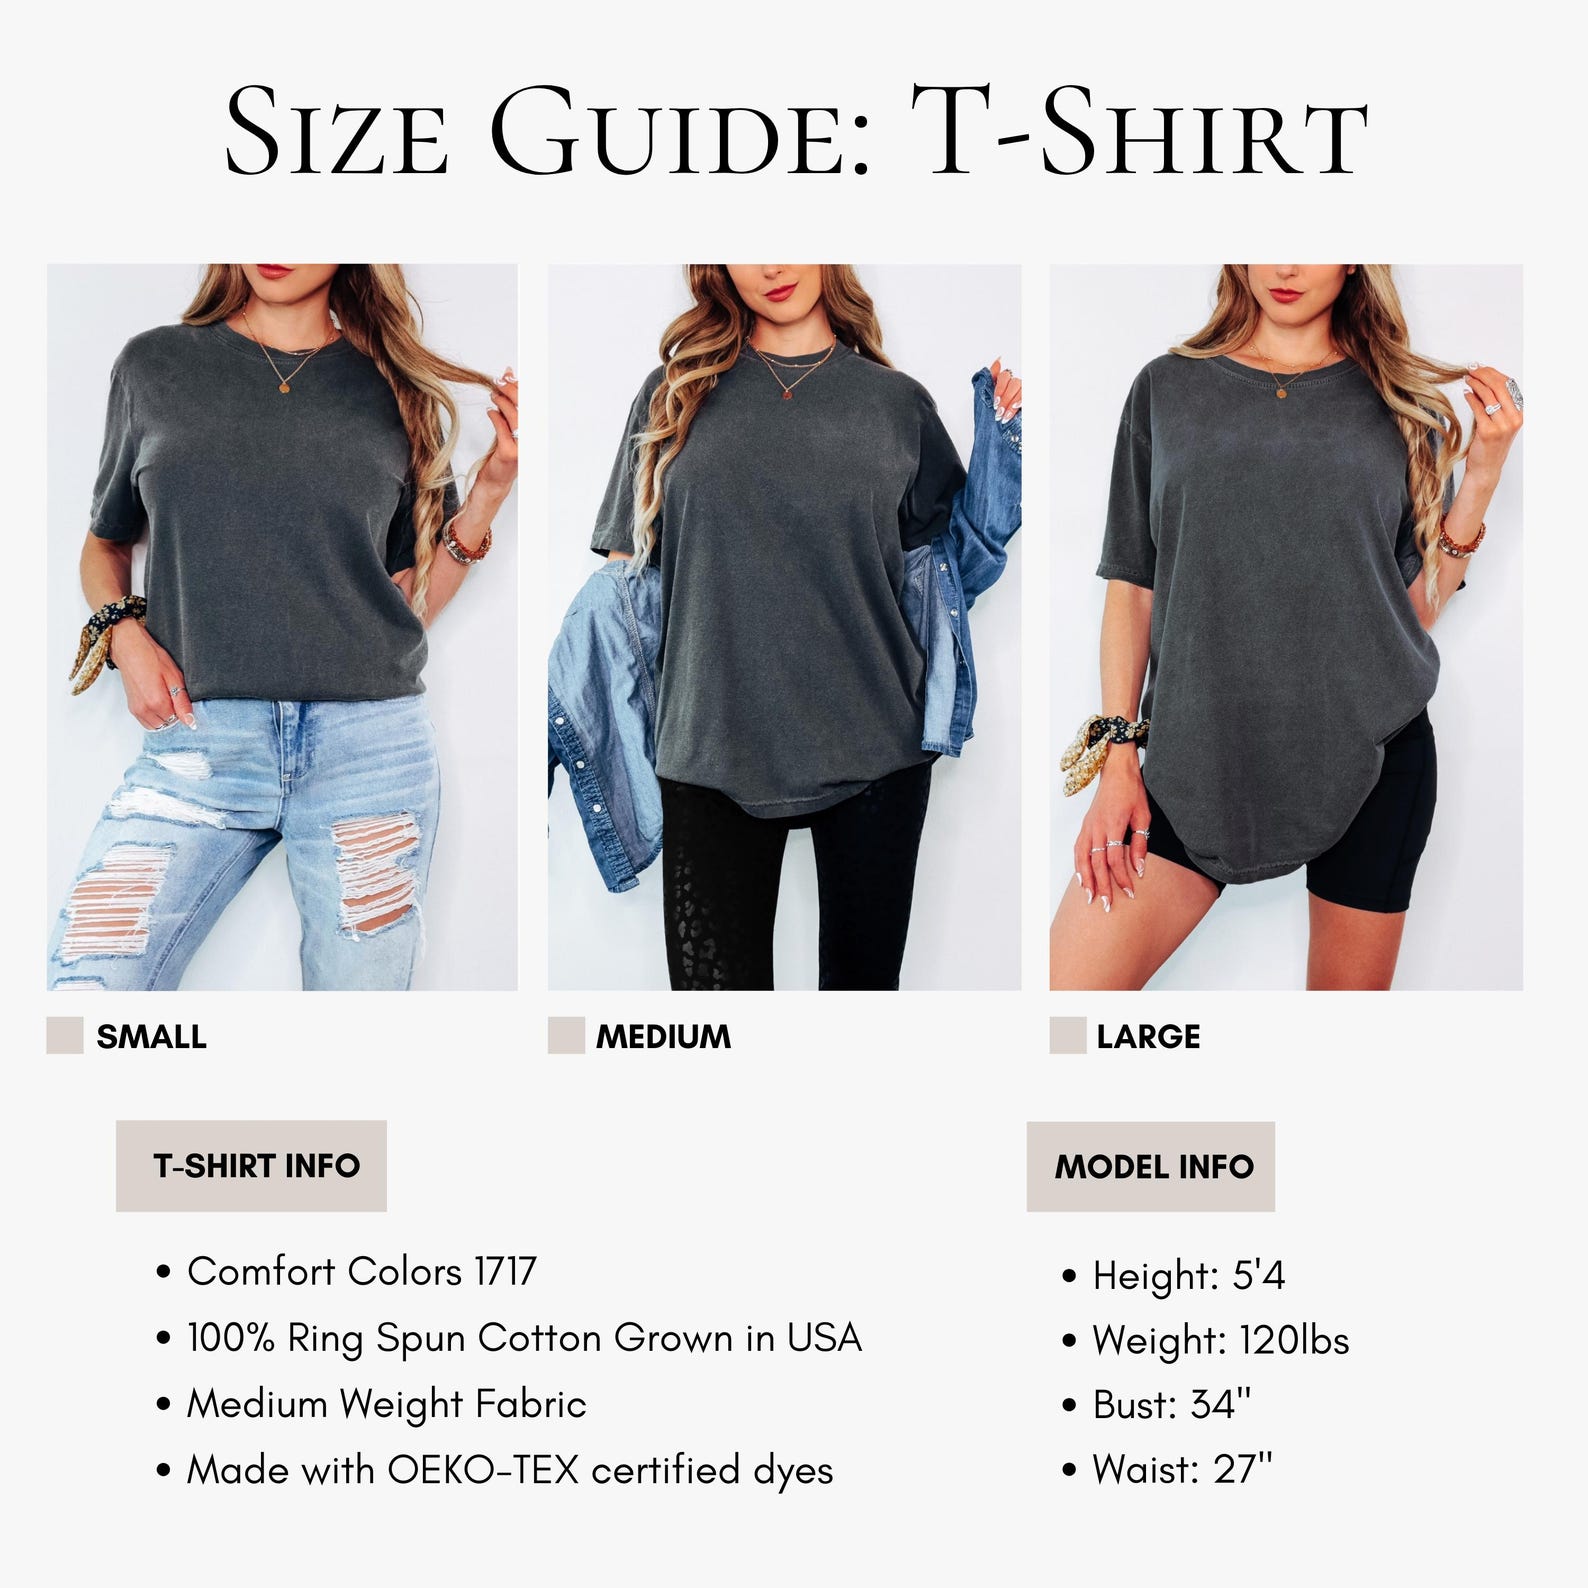 Size Guide: T-Shirt
SMALL
MEDIUM
LARGE
T-SHIRT INFO
• Comfort Colors 1717
• 100% Ring Spun Cotton Grown in USA
• Medium Weight Fabric
• Made with OEKO-TEX certified dyes
MODEL INFO
• Height: 5'4
• Weight: 120lbs
• Bust: 34"
• Waist: 27"